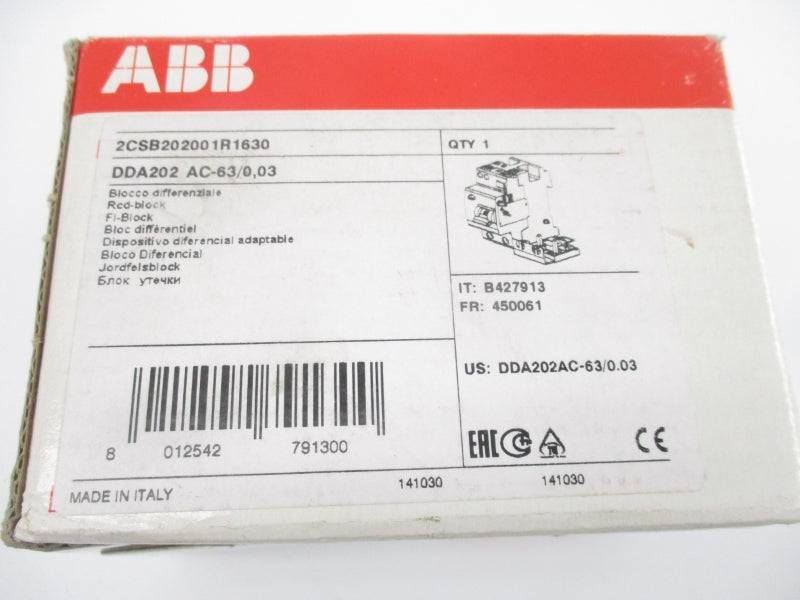 ABB
2CSB202001R1630
QTY 1
DDA202 AC-63/0,03
Blocco differenziale
Rcd-block
FI-Block
Bloc différentiel
Dispositivo diferencial adaptable
Bloco Diferencial
Jordfelsblock
Блок утечки
IT: B427913
FR: 450061
US: DDA202AC-63/0.03
8 012542 791300
EAC
CE
MADE IN ITALY
141030
141030